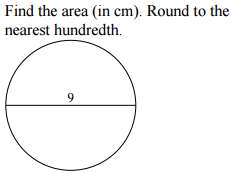 Find the area (in cm). Round to the
nearest hundredth.
9